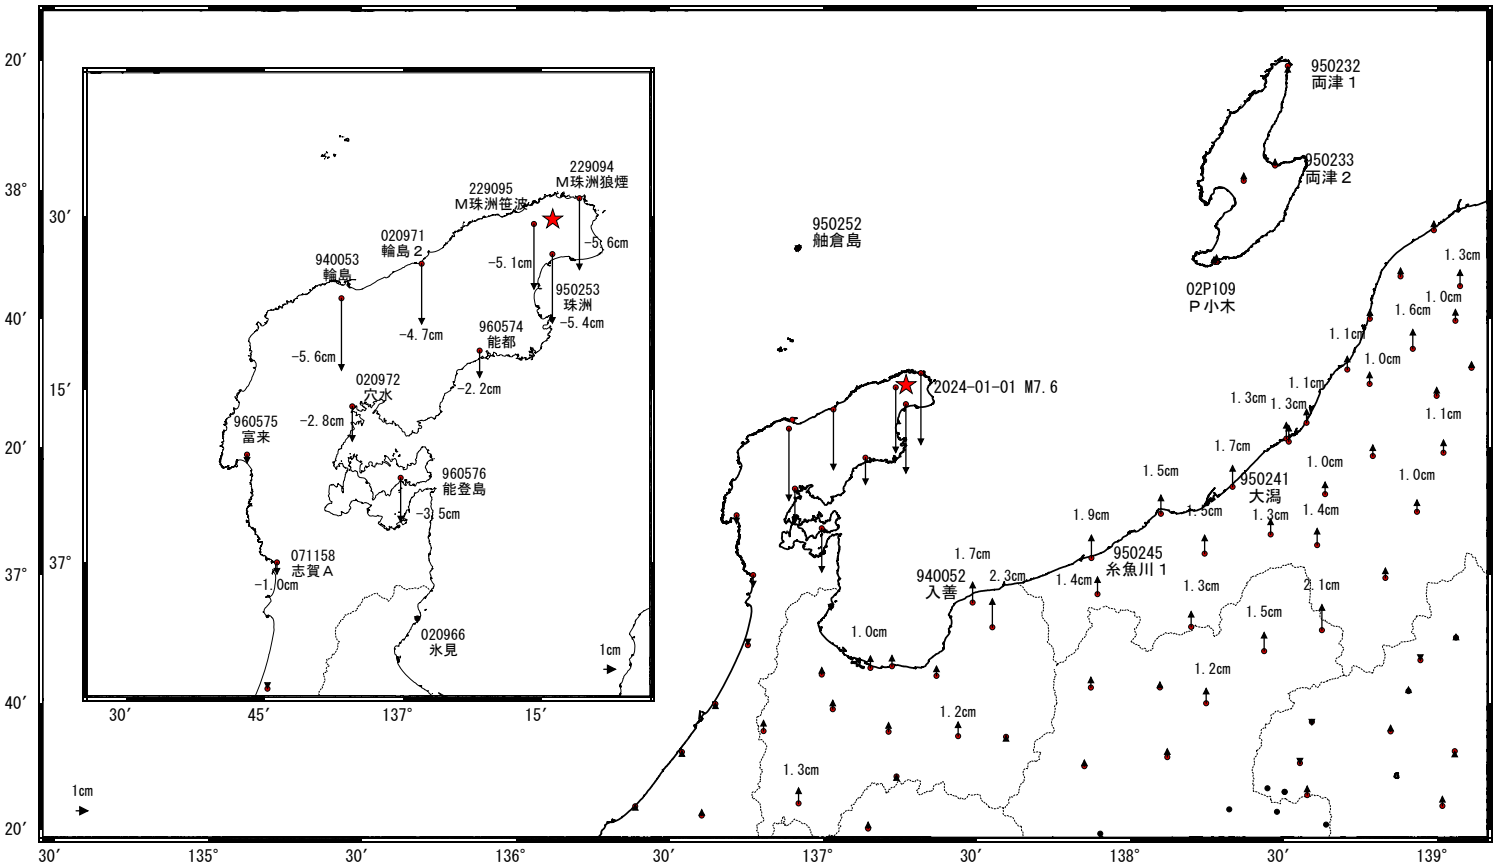 20′
38°
40′
20′
37°
40′
20′
30′
135°
30′
136°
30′
137°
30′
138°
30′
139°
30′
15′
37°
30′
45′
137°
15′
229094
M珠洲狼煙
229095
M珠洲笹波
020971
輪島２
940053
輪島
-5.6cm
-5.1cm
950253
珠洲
-5.4cm
-4.7cm
960574
能都
-5.6cm
-2.2cm
020972
穴水
-2.8cm
960575
富来
960576
能登島
-3.5cm
071158
志賀Ａ
-1.0cm
020966
氷見
1cm
1cm
950232
両津１
950233
両津２
950252
舳倉島
02P109
Ｐ小木
2024-01-01 M7.6
1.3cm
1.0cm
1.6cm
1.1cm
1.0cm
1.1cm
1.3cm
1.3cm
1.1cm
1.7cm
1.5cm
1.0cm
1.0cm
950241
大潟
1.9cm
1.5cm
1.3cm
1.4cm
950245
糸魚川１
1.7cm
940052
入善
2.3cm
1.4cm
1.3cm
2.1cm
1.5cm
1.0cm
1.2cm
1.2cm
1.3cm